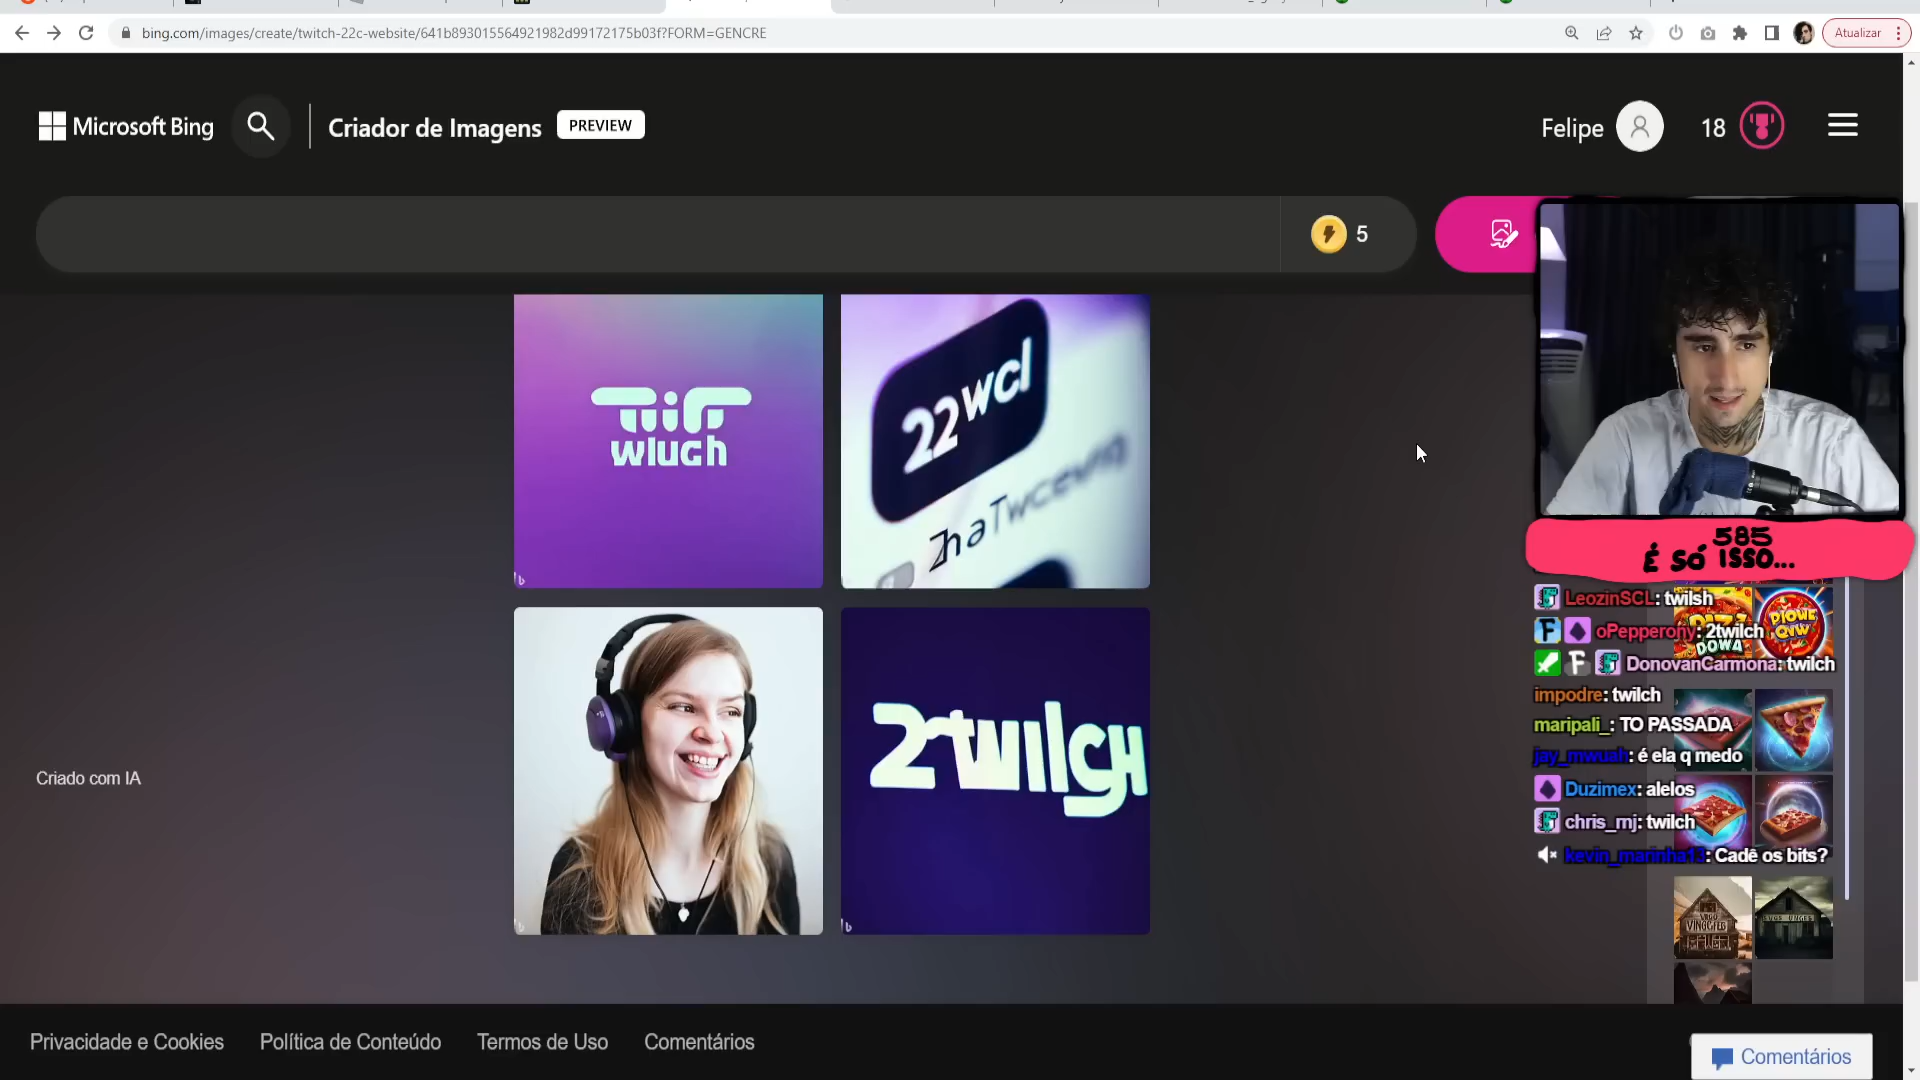 bing.com/images/create/twitch-22c-website/641b893015564921982d99172175b03f?FORM=GENCRE
Atualizar
Microsoft Bing
Criador de Imagens
PREVIEW
Felipe
18
5
wlugh
22wcl
2twilgh
585
É SÓ ISSO...
LeozinSCL: twilsh
oPepperony: 2twilch
DonovanCarmona: twilch
impodre: twilch
maripali_: TO PASSADA
jay_mwuah: é ela q medo
Duzimex: alelos
chris_mj: twilch
kevin_marinha13: Cadê os bits?
Criado com IA
Privacidade e Cookies
Política de Conteúdo
Termos de Uso
Comentários
Comentários